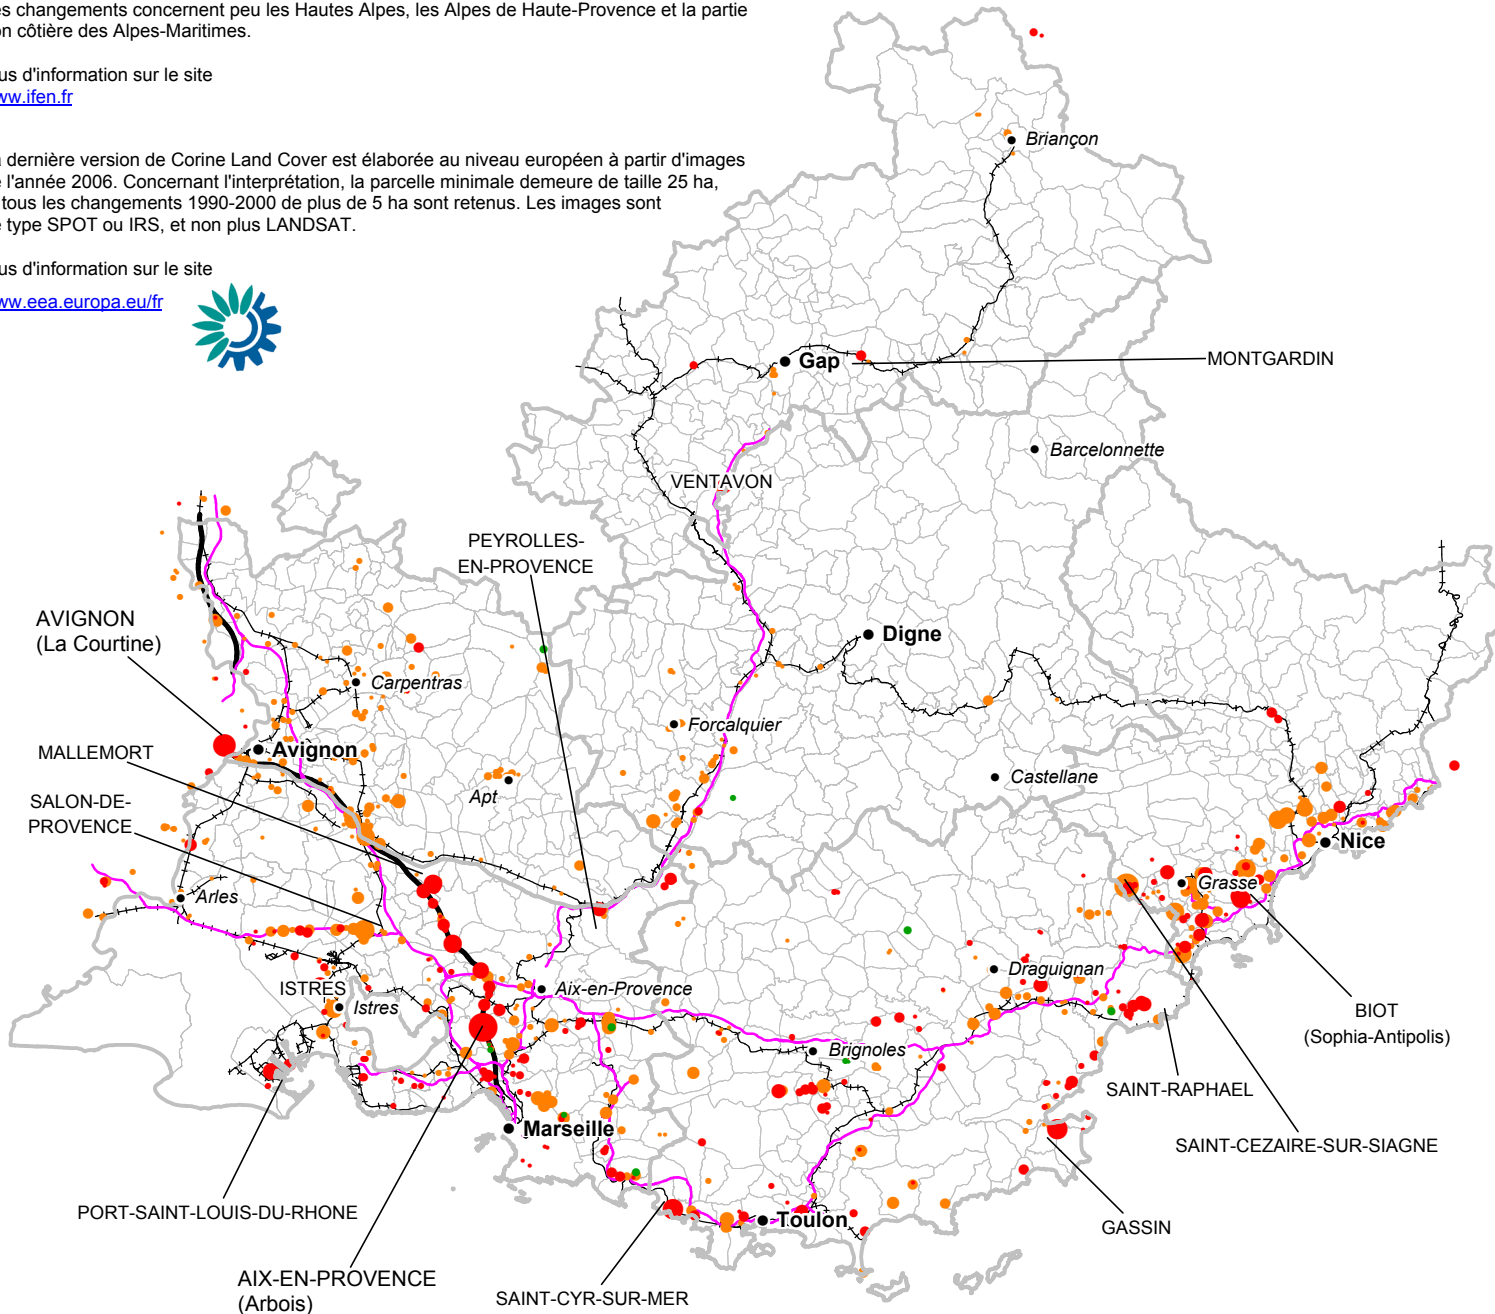 es changements concernent peu les Hautes Alpes, les Alpes de Haute-Provence et la partie
on côtière des Alpes-Maritimes.
us d'information sur le site
ww.ifen.fr
a dernière version de Corine Land Cover est élaborée au niveau européen à partir d'images
e l'année 2006. Concernant l'interprétation, la parcelle minimale demeure de taille 25 ha,
tous les changements 1990-2000 de plus de 5 ha sont retenus. Les images sont
e type SPOT ou IRS, et non plus LANDSAT.
us d'information sur le site
ww.eea.europa.eu/fr
Briançon
Gap
MONTGARDIN
Barcelonnette
VENTAVON
PEYROLLES-
EN-PROVENCE
AVIGNON
(La Courtine)
Digne
Carpentras
Forcalquier
MALLEMORT
Avignon
Castellane
Apt
SALON-DE-
PROVENCE
Nice
Grasse
Arles
Draguignan
Aix-en-Provence
ISTRES
Istres
BIOT
(Sophia-Antipolis)
Brignoles
SAINT-RAPHAEL
Marseille
SAINT-CEZAIRE-SUR-SIAGNE
PORT-SAINT-LOUIS-DU-RHONE
Toulon
GASSIN
AIX-EN-PROVENCE
(Arbois)
SAINT-CYR-SUR-MER